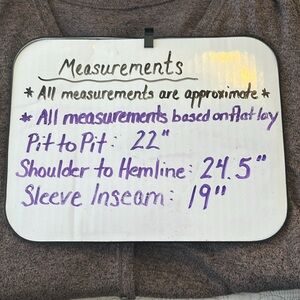 Measurements
* All measurements are approximate *
* All measurements based on flat lay
Pit to Pit: 22"
Shoulder to Hemline: 24.5"
Sleeve Inseam: 19"